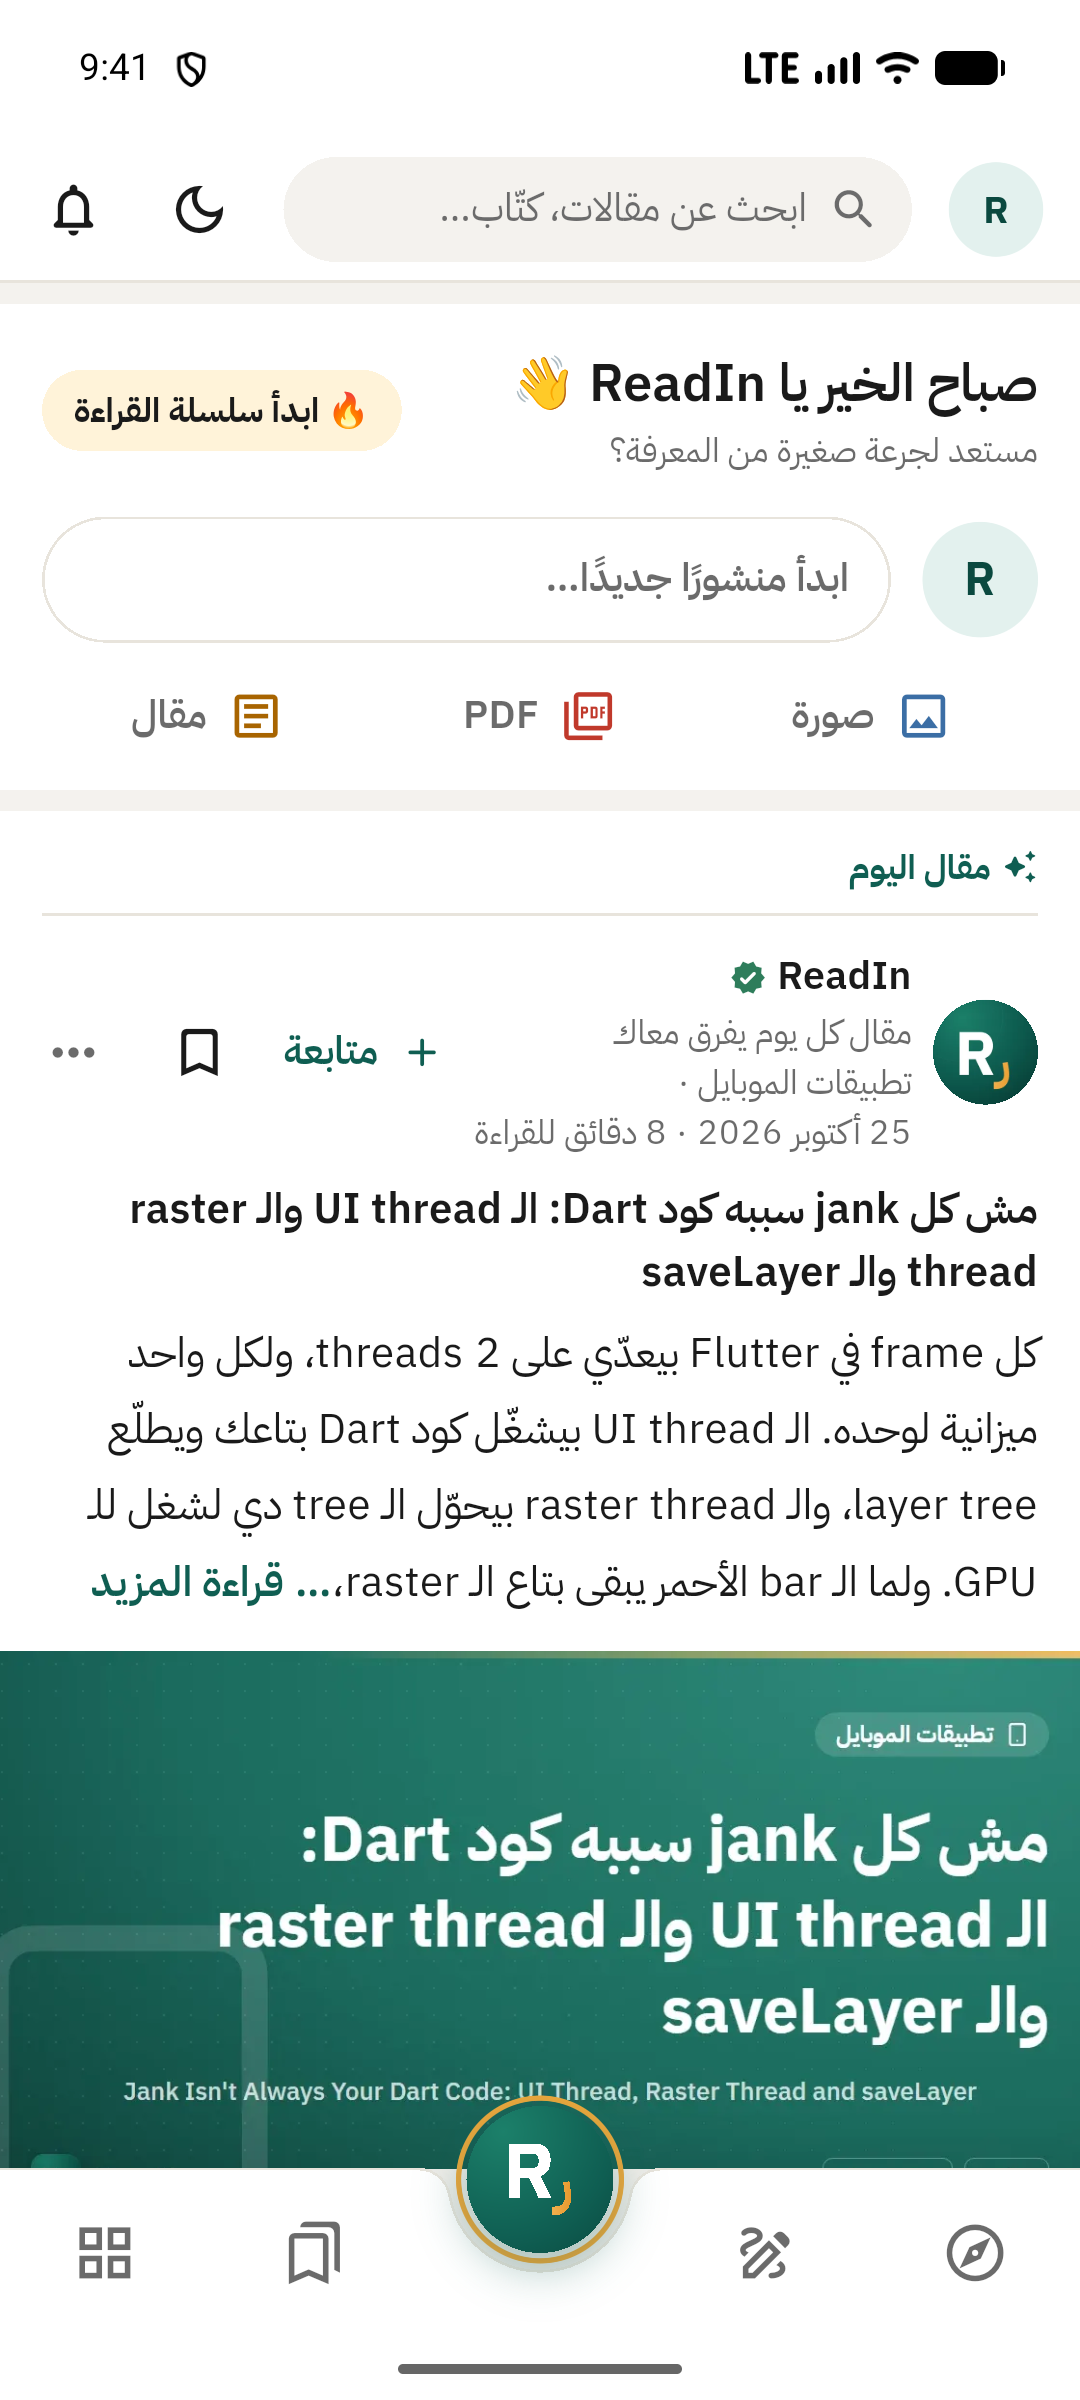 9:41
LTE
R
ابحث عن مقالات، كتّاب...
صباح الخير يا ReadIn 👋
مستعد لجرعة صغيرة من المعرفة؟
🔥 ابدأ سلسلة القراءة
R
ابدأ منشورًا جديدًا...
صورة
PDF
PDF
مقال
مقال اليوم
ReadIn
مقال كل يوم يفرق معاك
تطبيقات الموبايل ·
25 أكتوبر 2026 · 8 دقائق للقراءة
+ متابعة
Rر
مش كل jank سببه كود Dart: الـ UI thread والـ raster
thread والـ saveLayer
كل frame في Flutter بيعدّي على 2 threads، ولكل واحد
ميزانية لوحده. الـ UI thread بيشغّل كود Dart بتاعك ويطلّع
layer tree، والـ raster thread بيحوّل الـ tree دي لشغل للـ
GPU. ولما الـ bar الأحمر يبقى بتاع الـ raster،... قراءة المزيد
تطبيقات الموبايل
مش كل jank سببه كود Dart:
الـ UI thread والـ raster thread
والـ saveLayer
Jank Isn't Always Your Dart Code: UI Thread, Raster Thread and saveLayer
Rر